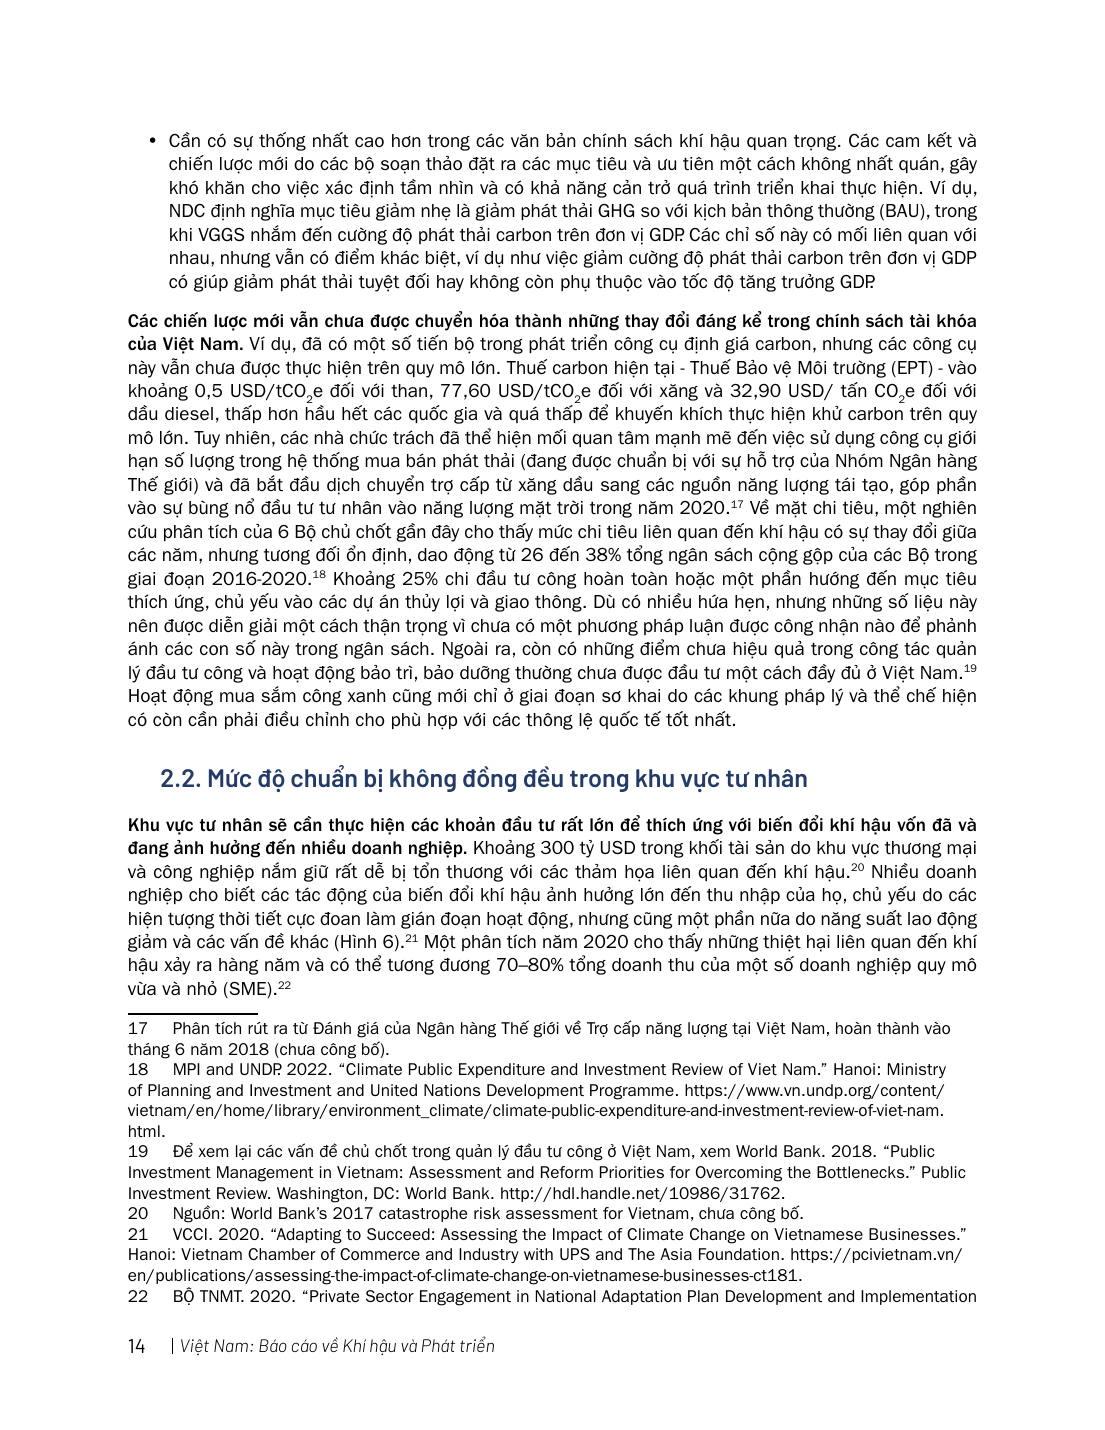 • Cần có sự thống nhất cao hơn trong các văn bản chính sách khí hậu quan trọng. Các cam kết và
chiến lược mới do các bộ soạn thảo đặt ra các mục tiêu và ưu tiên một cách không nhất quán, gây
khó khăn cho việc xác định tầm nhìn và có khả năng cản trở quá trình triển khai thực hiện. Ví dụ,
NDC định nghĩa mục tiêu giảm nhẹ là giảm phát thải GHG so với kịch bản thông thường (BAU), trong
khi VGGS nhắm đến cường độ phát thải carbon trên đơn vị GDP. Các chỉ số này có mối liên quan với
nhau, nhưng vẫn có điểm khác biệt, ví dụ như việc giảm cường độ phát thải carbon trên đơn vị GDP
có giúp giảm phát thải tuyệt đối hay không còn phụ thuộc vào tốc độ tăng trưởng GDP.
Các chiến lược mới vẫn chưa được chuyển hóa thành những thay đổi đáng kể trong chính sách tài khóa
của Việt Nam. Ví dụ, đã có một số tiến bộ trong phát triển công cụ định giá carbon, nhưng các công cụ
này vẫn chưa được thực hiện trên quy mô lớn. Thuế carbon hiện tại - Thuế Bảo vệ Môi trường (EPT) - vào
khoảng 0,5 USD/tCO2e đối với than, 77,60 USD/tCO2e đối với xăng và 32,90 USD/ tấn CO2e đối với
dầu diesel, thấp hơn hầu hết các quốc gia và quá thấp để khuyến khích thực hiện khử carbon trên quy
mô lớn. Tuy nhiên, các nhà chức trách đã thể hiện mối quan tâm mạnh mẽ đến việc sử dụng công cụ giới
hạn số lượng trong hệ thống mua bán phát thải (đang được chuẩn bị với sự hỗ trợ của Nhóm Ngân hàng
Thế giới) và đã bắt đầu dịch chuyển trợ cấp từ xăng dầu sang các nguồn năng lượng tái tạo, góp phần
vào sự bùng nổ đầu tư tư nhân vào năng lượng mặt trời trong năm 2020.17 Về mặt chi tiêu, một nghiên
cứu phân tích của 6 Bộ chủ chốt gần đây cho thấy mức chi tiêu liên quan đến khí hậu có sự thay đổi giữa
các năm, nhưng tương đối ổn định, dao động từ 26 đến 38% tổng ngân sách cộng gộp của các Bộ trong
giai đoạn 2016-2020.18 Khoảng 25% chi đầu tư công hoàn toàn hoặc một phần hướng đến mục tiêu
thích ứng, chủ yếu vào các dự án thủy lợi và giao thông. Dù có nhiều hứa hẹn, nhưng những số liệu này
nên được diễn giải một cách thận trọng vì chưa có một phương pháp luận được công nhận nào để phảnh
ánh các con số này trong ngân sách. Ngoài ra, còn có những điểm chưa hiệu quả trong công tác quản
lý đầu tư công và hoạt động bảo trì, bảo dưỡng thường chưa được đầu tư một cách đầy đủ ở Việt Nam.19
Hoạt động mua sắm công xanh cũng mới chỉ ở giai đoạn sơ khai do các khung pháp lý và thể chế hiện
có còn cần phải điều chỉnh cho phù hợp với các thông lệ quốc tế tốt nhất.
2.2. Mức độ chuẩn bị không đồng đều trong khu vực tư nhân
Khu vực tư nhân sẽ cần thực hiện các khoản đầu tư rất lớn để thích ứng với biến đổi khí hậu vốn đã và
đang ảnh hưởng đến nhiều doanh nghiệp. Khoảng 300 tỷ USD trong khối tài sản do khu vực thương mại
và công nghiệp nắm giữ rất dễ bị tổn thương với các thảm họa liên quan đến khí hậu.20 Nhiều doanh
nghiệp cho biết các tác động của biến đổi khí hậu ảnh hưởng lớn đến thu nhập của họ, chủ yếu do các
hiện tượng thời tiết cực đoan làm gián đoạn hoạt động, nhưng cũng một phần nữa do năng suất lao động
giảm và các vấn đề khác (Hình 6).21 Một phân tích năm 2020 cho thấy những thiệt hại liên quan đến khí
hậu xảy ra hàng năm và có thể tương đương 70–80% tổng doanh thu của một số doanh nghiệp quy mô
vừa và nhỏ (SME).22
17 Phân tích rút ra từ Đánh giá của Ngân hàng Thế giới về Trợ cấp năng lượng tại Việt Nam, hoàn thành vào
tháng 6 năm 2018 (chưa công bố).
18 MPI and UNDP. 2022. “Climate Public Expenditure and Investment Review of Viet Nam.” Hanoi: Ministry
of Planning and Investment and United Nations Development Programme. https://www.vn.undp.org/content/
vietnam/en/home/library/environment_climate/climate-public-expenditure-and-investment-review-of-viet-nam.
html.
19 Để xem lại các vấn đề chủ chốt trong quản lý đầu tư công ở Việt Nam, xem World Bank. 2018. “Public
Investment Management in Vietnam: Assessment and Reform Priorities for Overcoming the Bottlenecks.” Public
Investment Review. Washington, DC: World Bank. http://hdl.handle.net/10986/31762.
20 Nguồn: World Bank’s 2017 catastrophe risk assessment for Vietnam, chưa công bố.
21 VCCI. 2020. “Adapting to Succeed: Assessing the Impact of Climate Change on Vietnamese Businesses.”
Hanoi: Vietnam Chamber of Commerce and Industry with UPS and The Asia Foundation. https://pcivietnam.vn/
en/publications/assessing-the-impact-of-climate-change-on-vietnamese-businesses-ct181.
22 BỘ TNMT. 2020. “Private Sector Engagement in National Adaptation Plan Development and Implementation
14 | Việt Nam: Báo cáo về Khí hậu và Phát triển